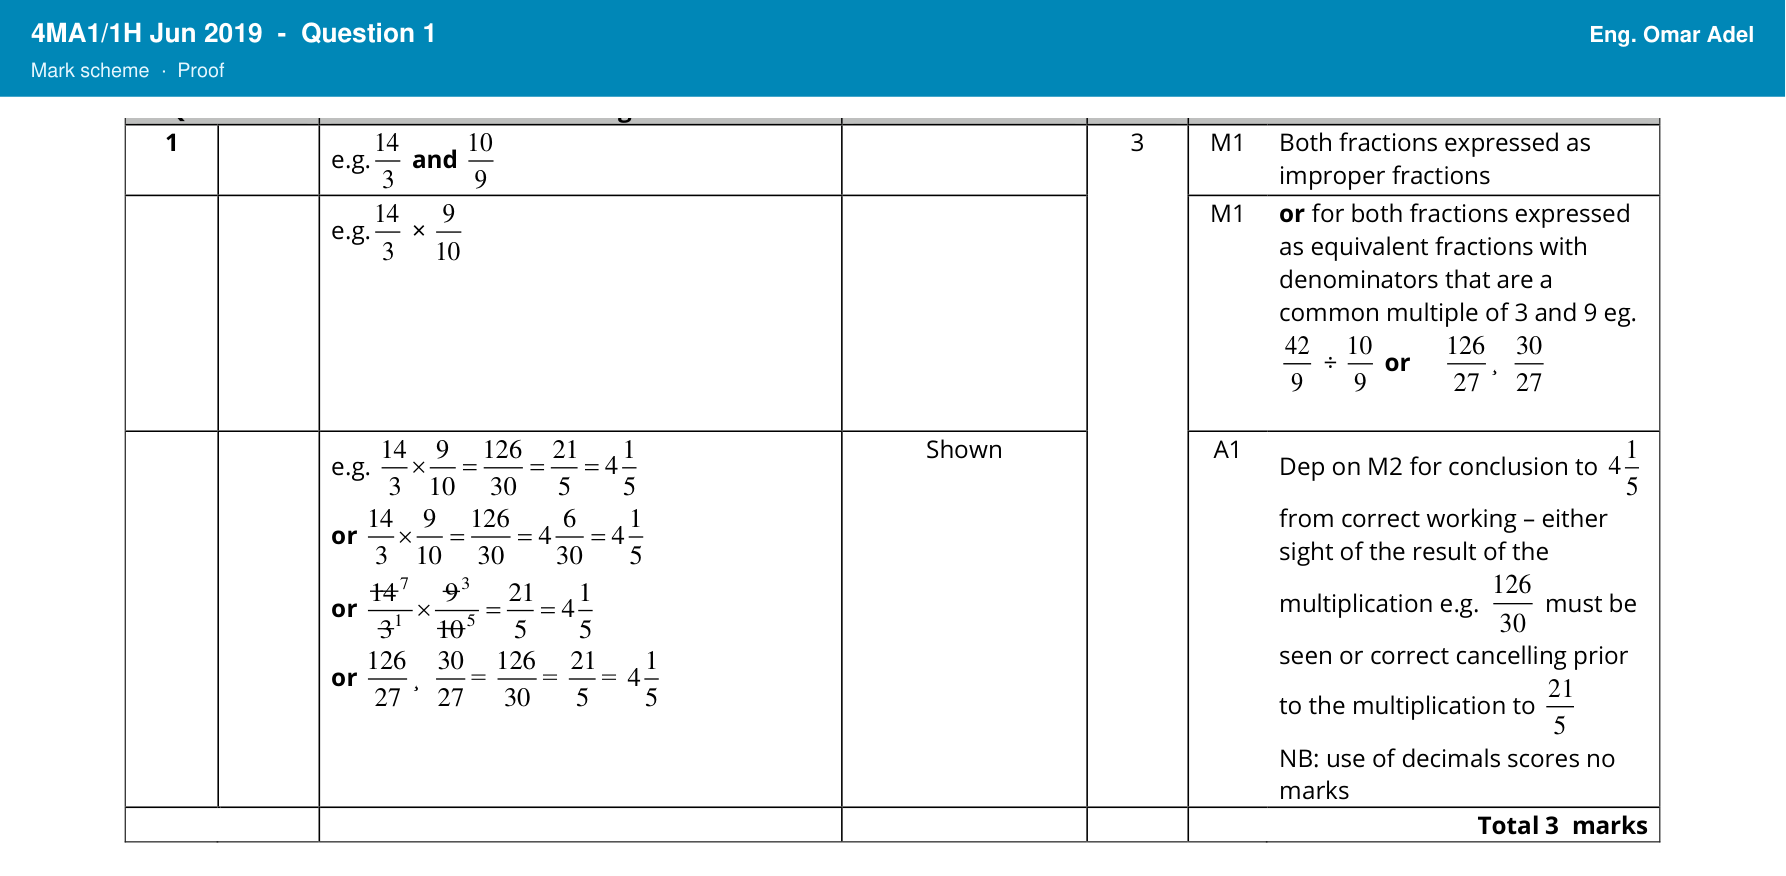 4MA1/1H Jun 2019 - Question 1
Eng. Omar Adel
Mark scheme · Proof
1
e.g. 14/3 and 10/9
3
M1
Both fractions expressed as
improper fractions
e.g. 14/3 × 9/10
M1
or for both fractions expressed
as equivalent fractions with
denominators that are a
common multiple of 3 and 9 eg.
42/9 ÷ 10/9 or 126/27 , 30/27
e.g. 14/3 × 9/10 = 126/30 = 21/5 = 4 1/5
or 14/3 × 9/10 = 126/30 = 4 6/30 = 4 1/5
or 14 7/3 1 × 9 3/10 5 = 21/5 = 4 1/5
or 126/27 , 30/27 = 126/30 = 21/5 = 4 1/5
Shown
A1
Dep on M2 for conclusion to 4 1/5
from correct working – either
sight of the result of the
multiplication e.g. 126/30 must be
seen or correct cancelling prior
to the multiplication to 21/5
NB: use of decimals scores no
marks
Total 3 marks